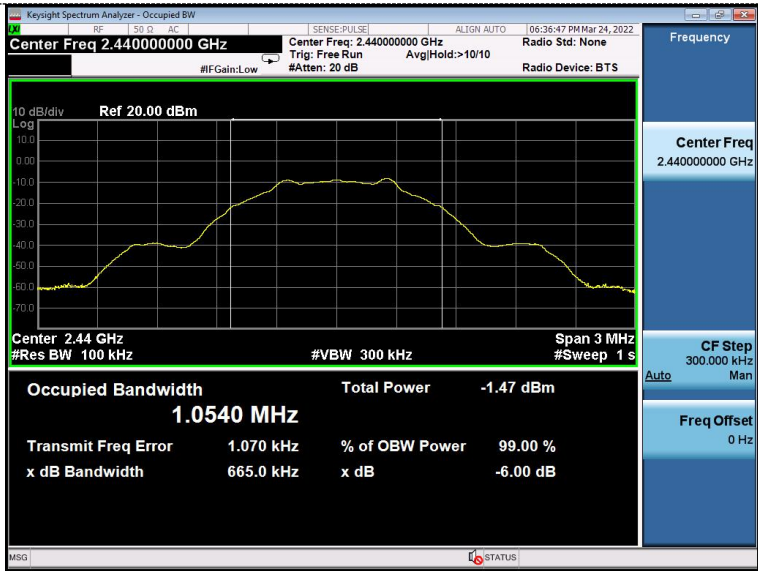 Keysight Spectrum Analyzer - Occupied BW
LXI RF 50 Ω AC SENSE:PULSE ALIGN AUTO 06:36:47 PM Mar 24, 2022
Center Freq 2.440000000 GHz
Center Freq: 2.440000000 GHz Radio Std: None
Trig: Free Run Avg|Hold:>10/10
#IFGain:Low #Atten: 20 dB Radio Device: BTS
Frequency
10 dB/div Ref 20.00 dBm
Log
10.0
0.00
-10.0
-20.0
-30.0
-40.0
-50.0
-60.0
-70.0
Center 2.44 GHz Span 3 MHz
#Res BW 100 kHz #VBW 300 kHz #Sweep 1 s
Center Freq
2.440000000 GHz
CF Step
300.000 kHz
Auto Man
Freq Offset
0 Hz
Occupied Bandwidth Total Power -1.47 dBm
1.0540 MHz
Transmit Freq Error 1.070 kHz % of OBW Power 99.00 %
x dB Bandwidth 665.0 kHz x dB -6.00 dB
MSG STATUS